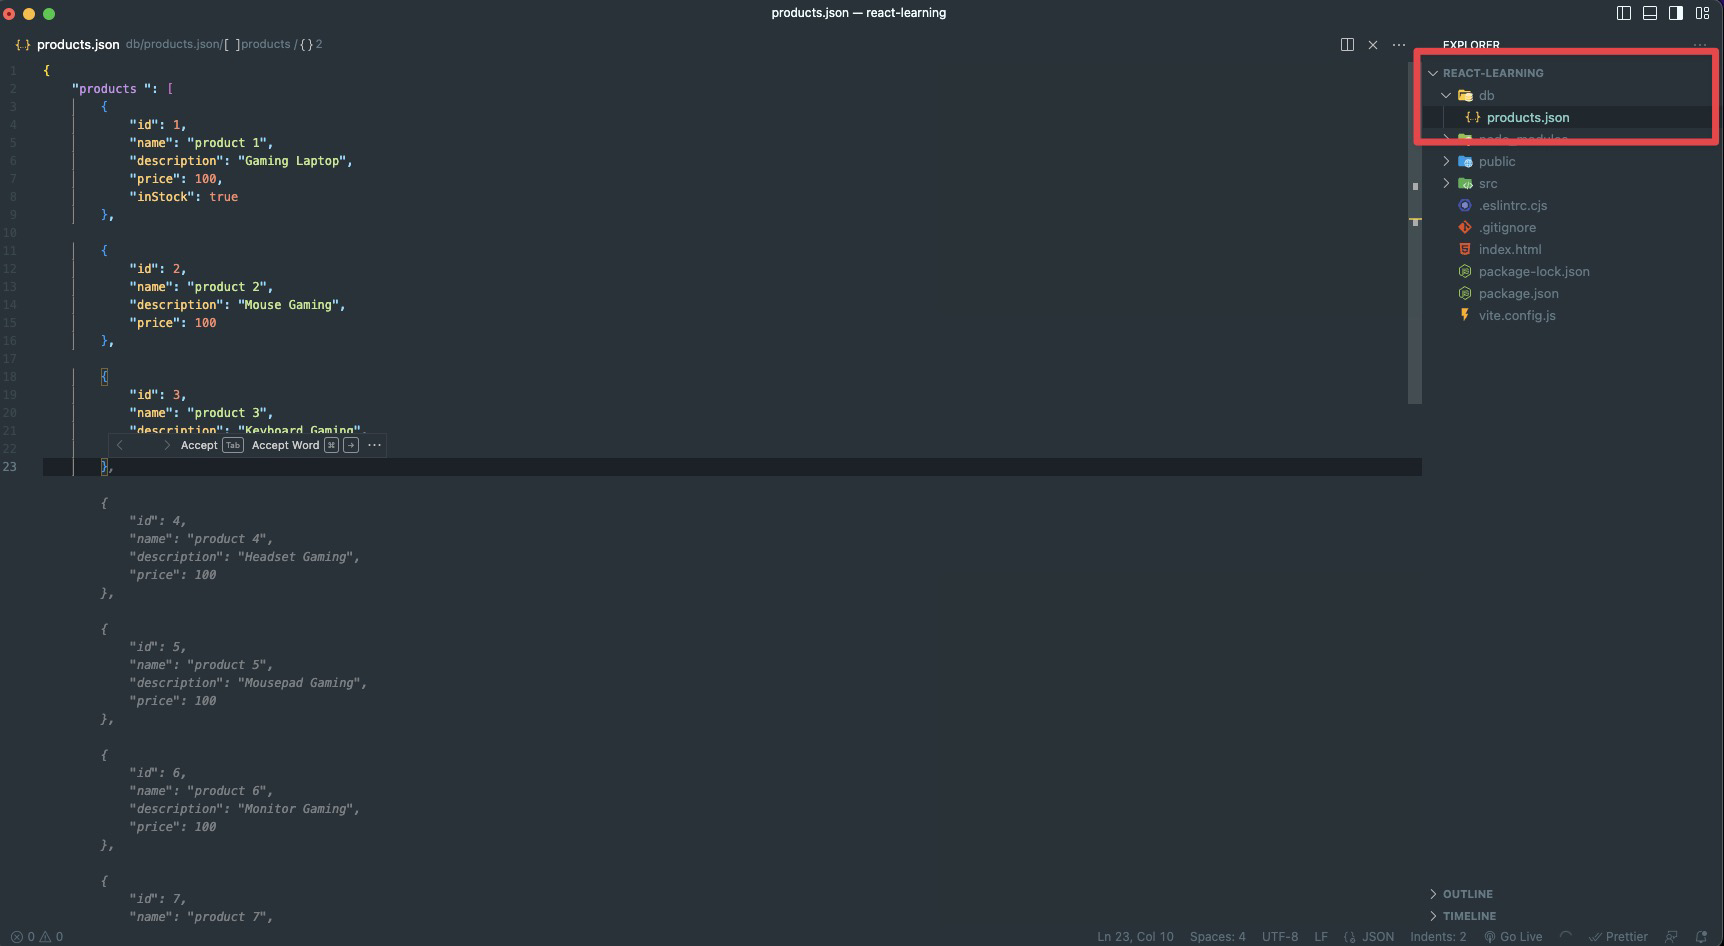 products.json — react-learning
{..} products.json db/products.json/[ ]products /{}2
EXPLORER
1 {
2 "products ": [
3 {
4 "id": 1,
5 "name": "product 1",
6 "description": "Gaming Laptop",
7 "price": 100,
8 "inStock": true
9 },
10
11 {
12 "id": 2,
13 "name": "product 2",
14 "description": "Mouse Gaming",
15 "price": 100
16 },
17
18 {
19 "id": 3,
20 "name": "product 3",
21 "description": "Keyboard Gaming",
22
Accept Tab Accept Word ⌘ → ···
23 },
{
"id": 4,
"name": "product 4",
"description": "Headset Gaming",
"price": 100
},
{
"id": 5,
"name": "product 5",
"description": "Mousepad Gaming",
"price": 100
},
{
"id": 6,
"name": "product 6",
"description": "Monitor Gaming",
"price": 100
},
{
"id": 7,
"name": "product 7",
REACT-LEARNING
db
{..} products.json
node_modules
public
src
.eslintrc.cjs
.gitignore
index.html
package-lock.json
package.json
vite.config.js
OUTLINE
TIMELINE
0 0
Ln 23, Col 10 Spaces: 4 UTF-8 LF JSON Indents: 2 Go Live Prettier